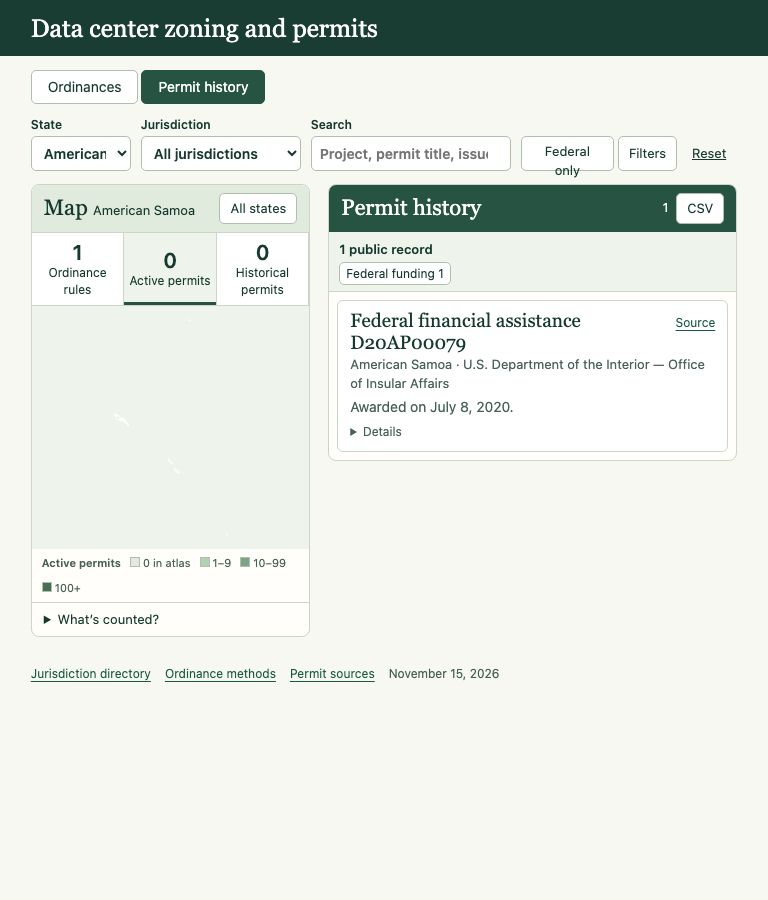 Data center zoning and permits
Ordinances
Permit history
State
Jurisdiction
Search
American
All jurisdictions
Project, permit title, issu
Federal only
Filters
Reset
Map American Samoa
All states
1
Ordinance rules
0
Active permits
0
Historical permits
Active permits
0 in atlas
1–9
10–99
100+
▶ What's counted?
Permit history
1
CSV
1 public record
Federal funding 1
Federal financial assistance
D20AP00079
Source
American Samoa · U.S. Department of the Interior — Office
of Insular Affairs
Awarded on July 8, 2020.
▶ Details
Jurisdiction directory
Ordinance methods
Permit sources
November 15, 2026